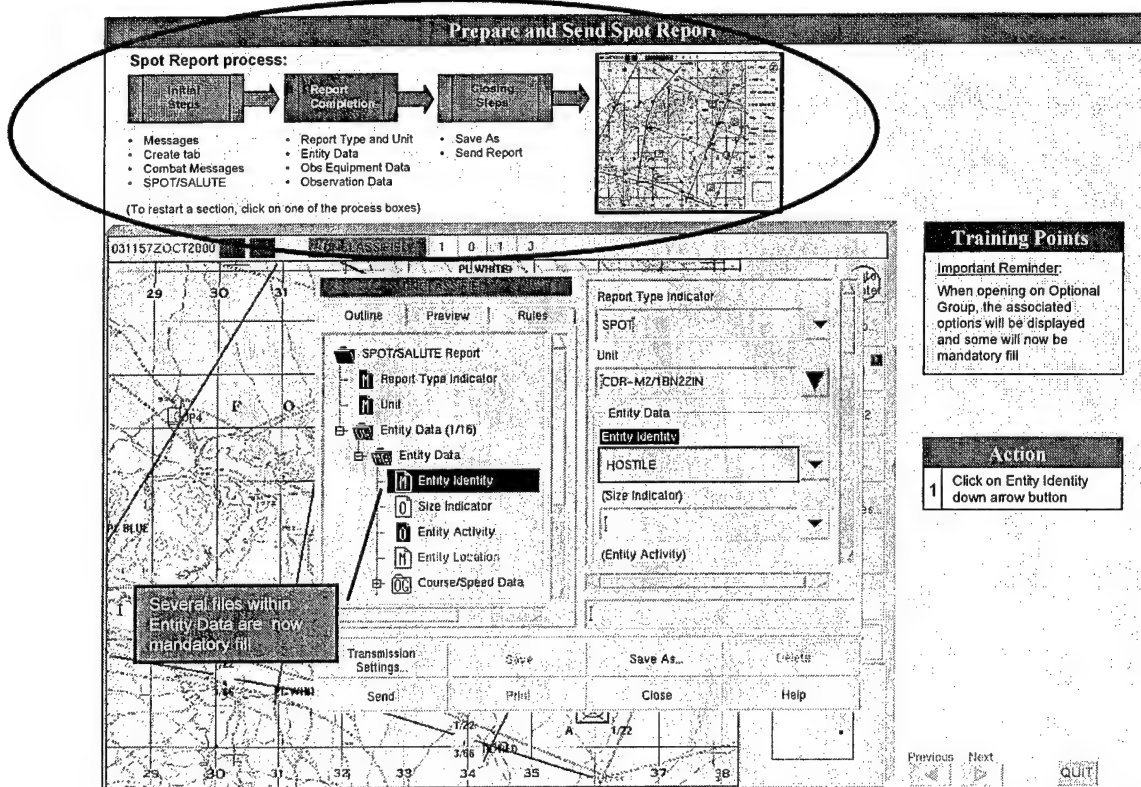 Prepare and Send Spot Report
Spot Report process:
Initial Steps
Report Completion
Closing Steps
• Messages
• Create tab
• Combat Messages
• SPOT/SALUTE
• Report Type and Unit
• Entity Data
• Obs Equipment Data
• Observation Data
• Save As
• Send Report
(To restart a section, click on one of the process boxes)
031157ZOCT2000
1 0 1 3
PL WHITE
29 30 31
Outline Preview Rules
SPOT/SALUTE Report
M Report Type Indicator
M Unit
Entity Data (1/16)
Entity Data
M Entity Identity
O Size Indicator
O Entity Activity
M Entity Location
OG Course/Speed Data
Report Type Indicator
SPOT
Unit
CDR-M2/1BN22IN
Entity Data
Entity Identity
HOSTILE
(Size Indicator)
(Entity Activity)
F O
PL BLUE
Several files within
Entity Data are now
mandatory fill
Transmission
Settings...
Save
Save As...
Delete
Send
Print
Close
Help
1/22
3/66
A
1/22
29 30 31 32 33 34 35 37 38
Training Points
Important Reminder:
When opening on Optional
Group, the associated
options will be displayed
and some will now be
mandatory fill
Action
1 Click on Entity Identity
down arrow button
Previous Next
QUIT